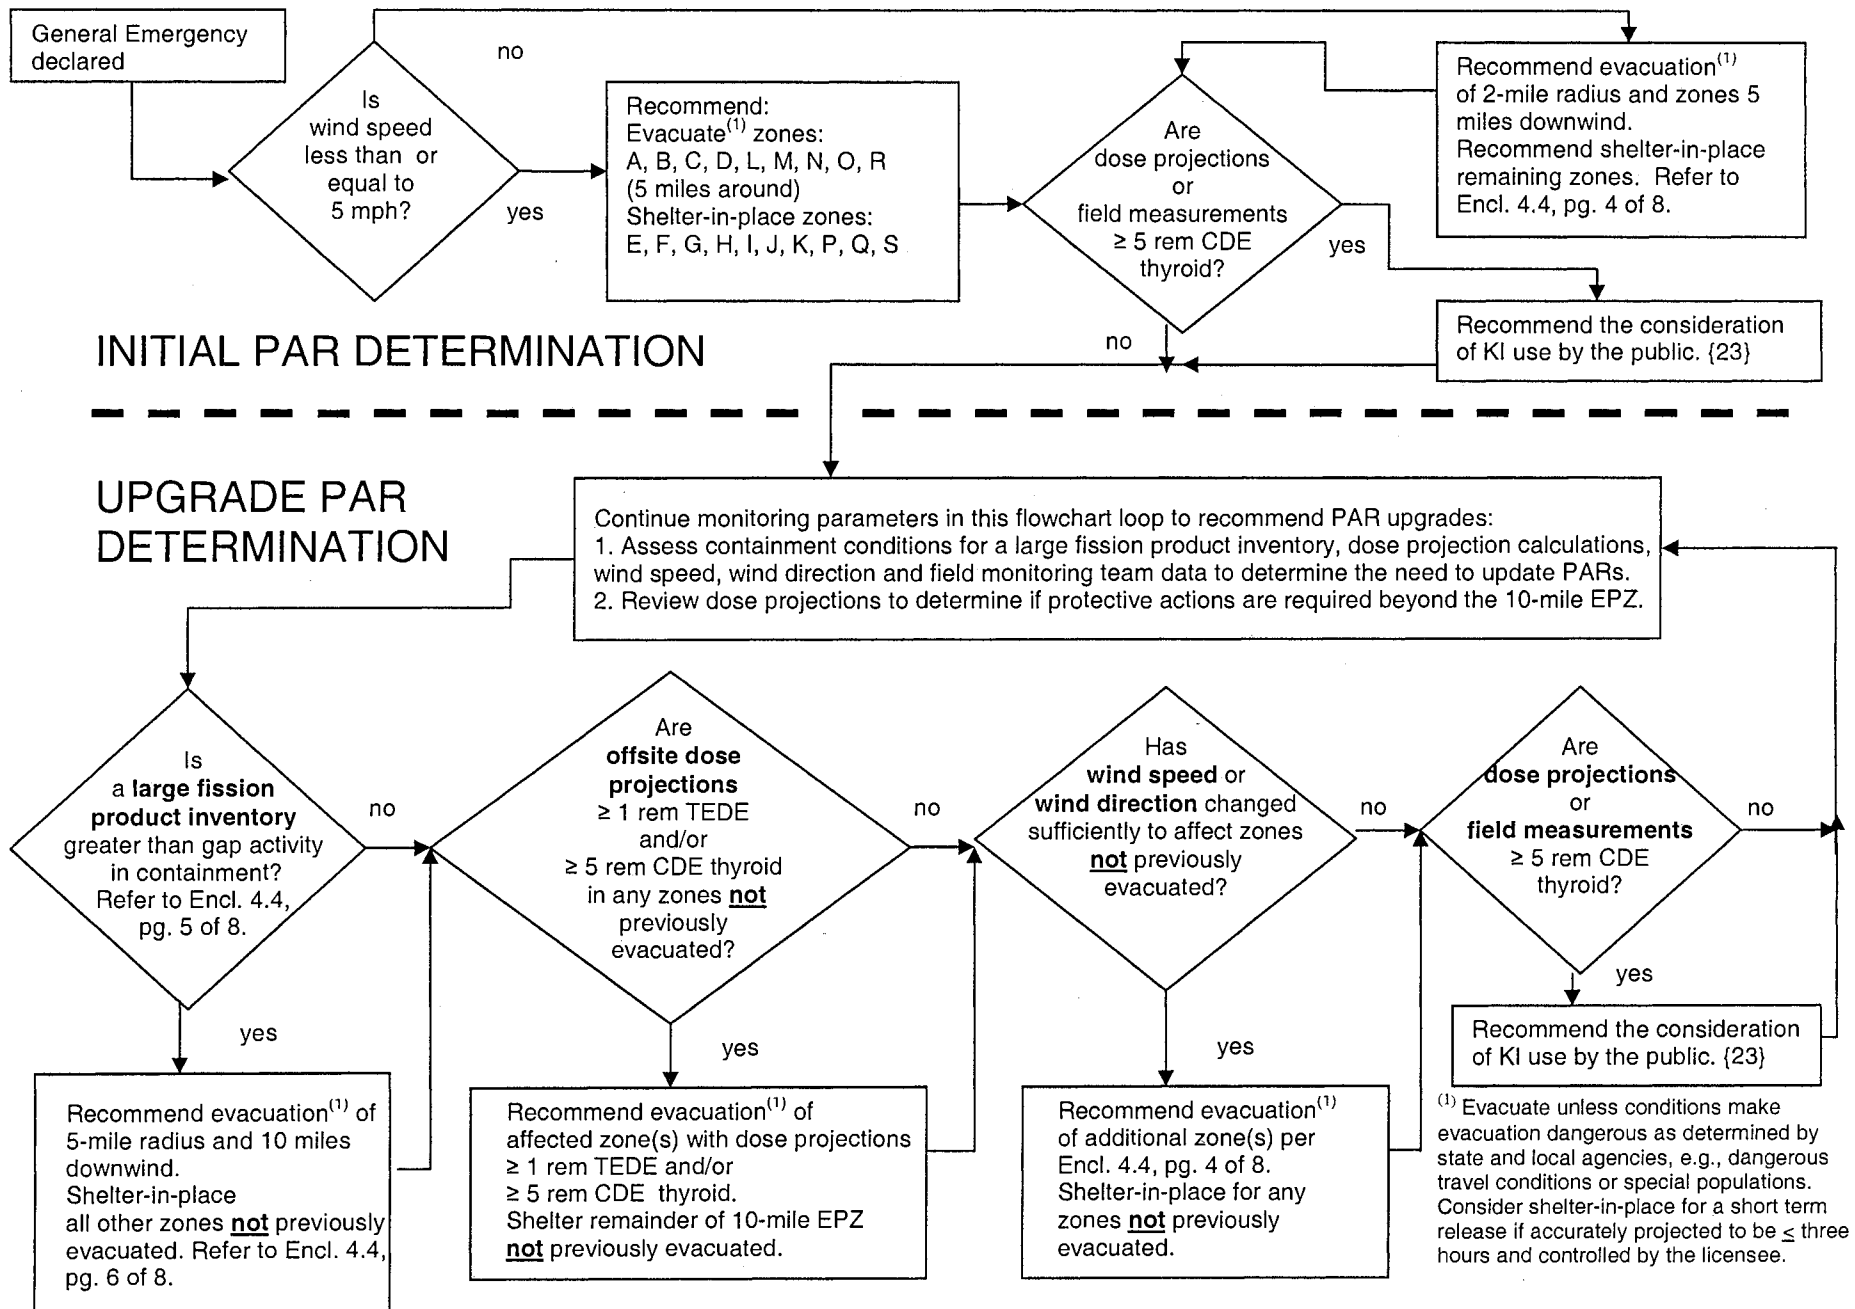 General Emergency
declared
Is
wind speed
less than or
equal to
5 mph?
no
yes
Recommend:
Evacuate(1) zones:
A, B, C, D, L, M, N, O, R
(5 miles around)
Shelter-in-place zones:
E, F, G, H, I, J, K, P, Q, S
Are
dose projections
or
field measurements
≥ 5 rem CDE
thyroid?
yes
no
Recommend evacuation(1)
of 2-mile radius and zones 5
miles downwind.
Recommend shelter-in-place
remaining zones. Refer to
Encl. 4.4, pg. 4 of 8.
Recommend the consideration
of KI use by the public. {23}
INITIAL PAR DETERMINATION
UPGRADE PAR
DETERMINATION
Continue monitoring parameters in this flowchart loop to recommend PAR upgrades:
1. Assess containment conditions for a large fission product inventory, dose projection calculations,
wind speed, wind direction and field monitoring team data to determine the need to update PARs.
2. Review dose projections to determine if protective actions are required beyond the 10-mile EPZ.
Is
a large fission
product inventory
greater than gap activity
in containment?
Refer to Encl. 4.4,
pg. 5 of 8.
no
yes
Recommend evacuation(1) of
5-mile radius and 10 miles
downwind.
Shelter-in-place
all other zones not previously
evacuated. Refer to Encl. 4.4,
pg. 6 of 8.
Are
offsite dose
projections
≥ 1 rem TEDE
and/or
≥ 5 rem CDE thyroid
in any zones not
previously
evacuated?
no
yes
Recommend evacuation(1) of
affected zone(s) with dose projections
≥ 1 rem TEDE and/or
≥ 5 rem CDE thyroid.
Shelter remainder of 10-mile EPZ
not previously evacuated.
Has
wind speed or
wind direction changed
sufficiently to affect zones
not previously
evacuated?
no
yes
Recommend evacuation(1)
of additional zone(s) per
Encl. 4.4, pg. 4 of 8.
Shelter-in-place for any
zones not previously
evacuated.
Are
dose projections
or
field measurements
≥ 5 rem CDE
thyroid?
no
yes
Recommend the consideration
of KI use by the public. {23}
(1) Evacuate unless conditions make
evacuation dangerous as determined by
state and local agencies, e.g., dangerous
travel conditions or special populations.
Consider shelter-in-place for a short term
release if accurately projected to be ≤ three
hours and controlled by the licensee.